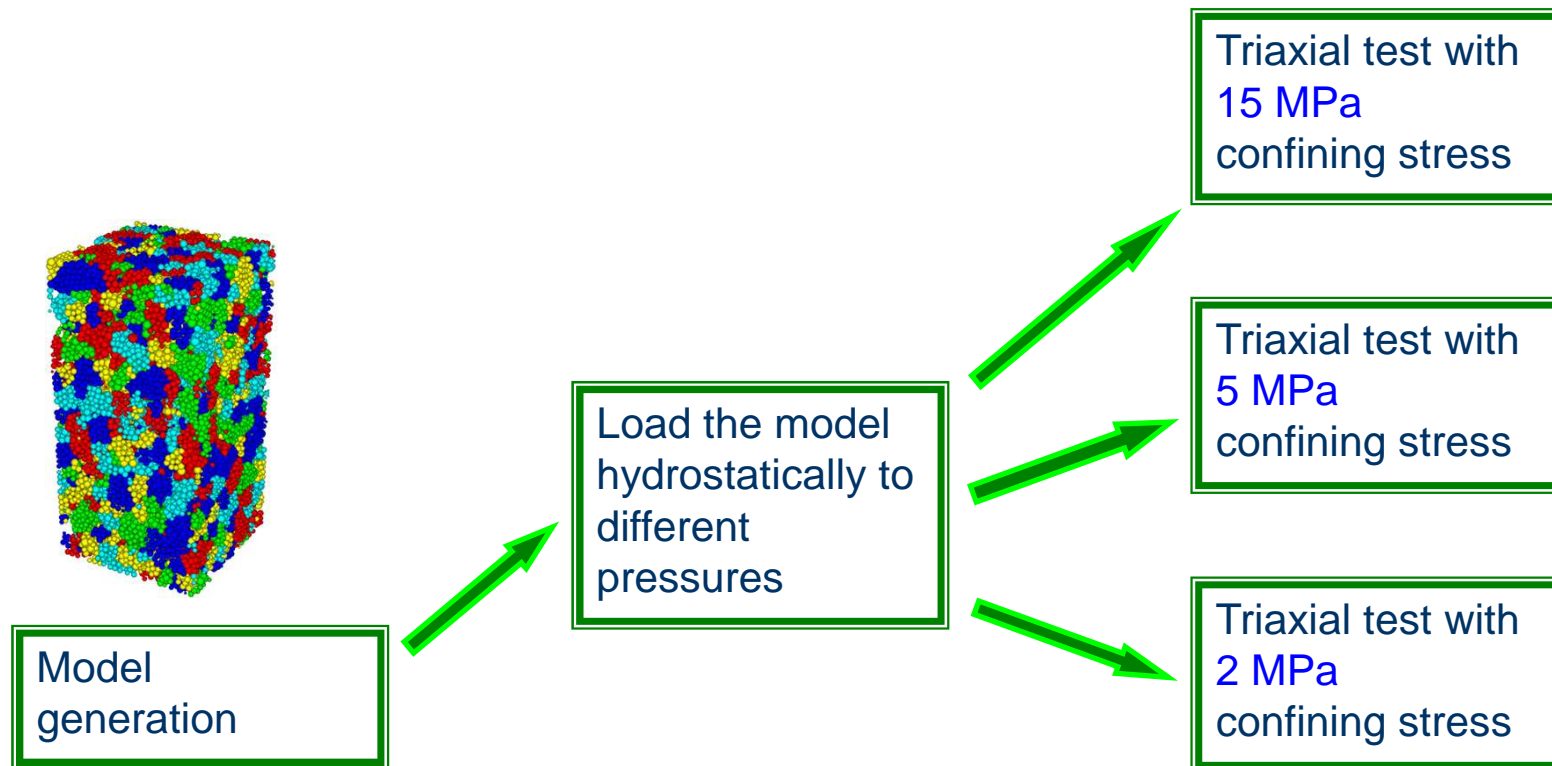 Model
generation
Load the model
hydrostatically to
different
pressures
Triaxial test with
15 MPa
confining stress
Triaxial test with
5 MPa
confining stress
Triaxial test with
2 MPa
confining stress